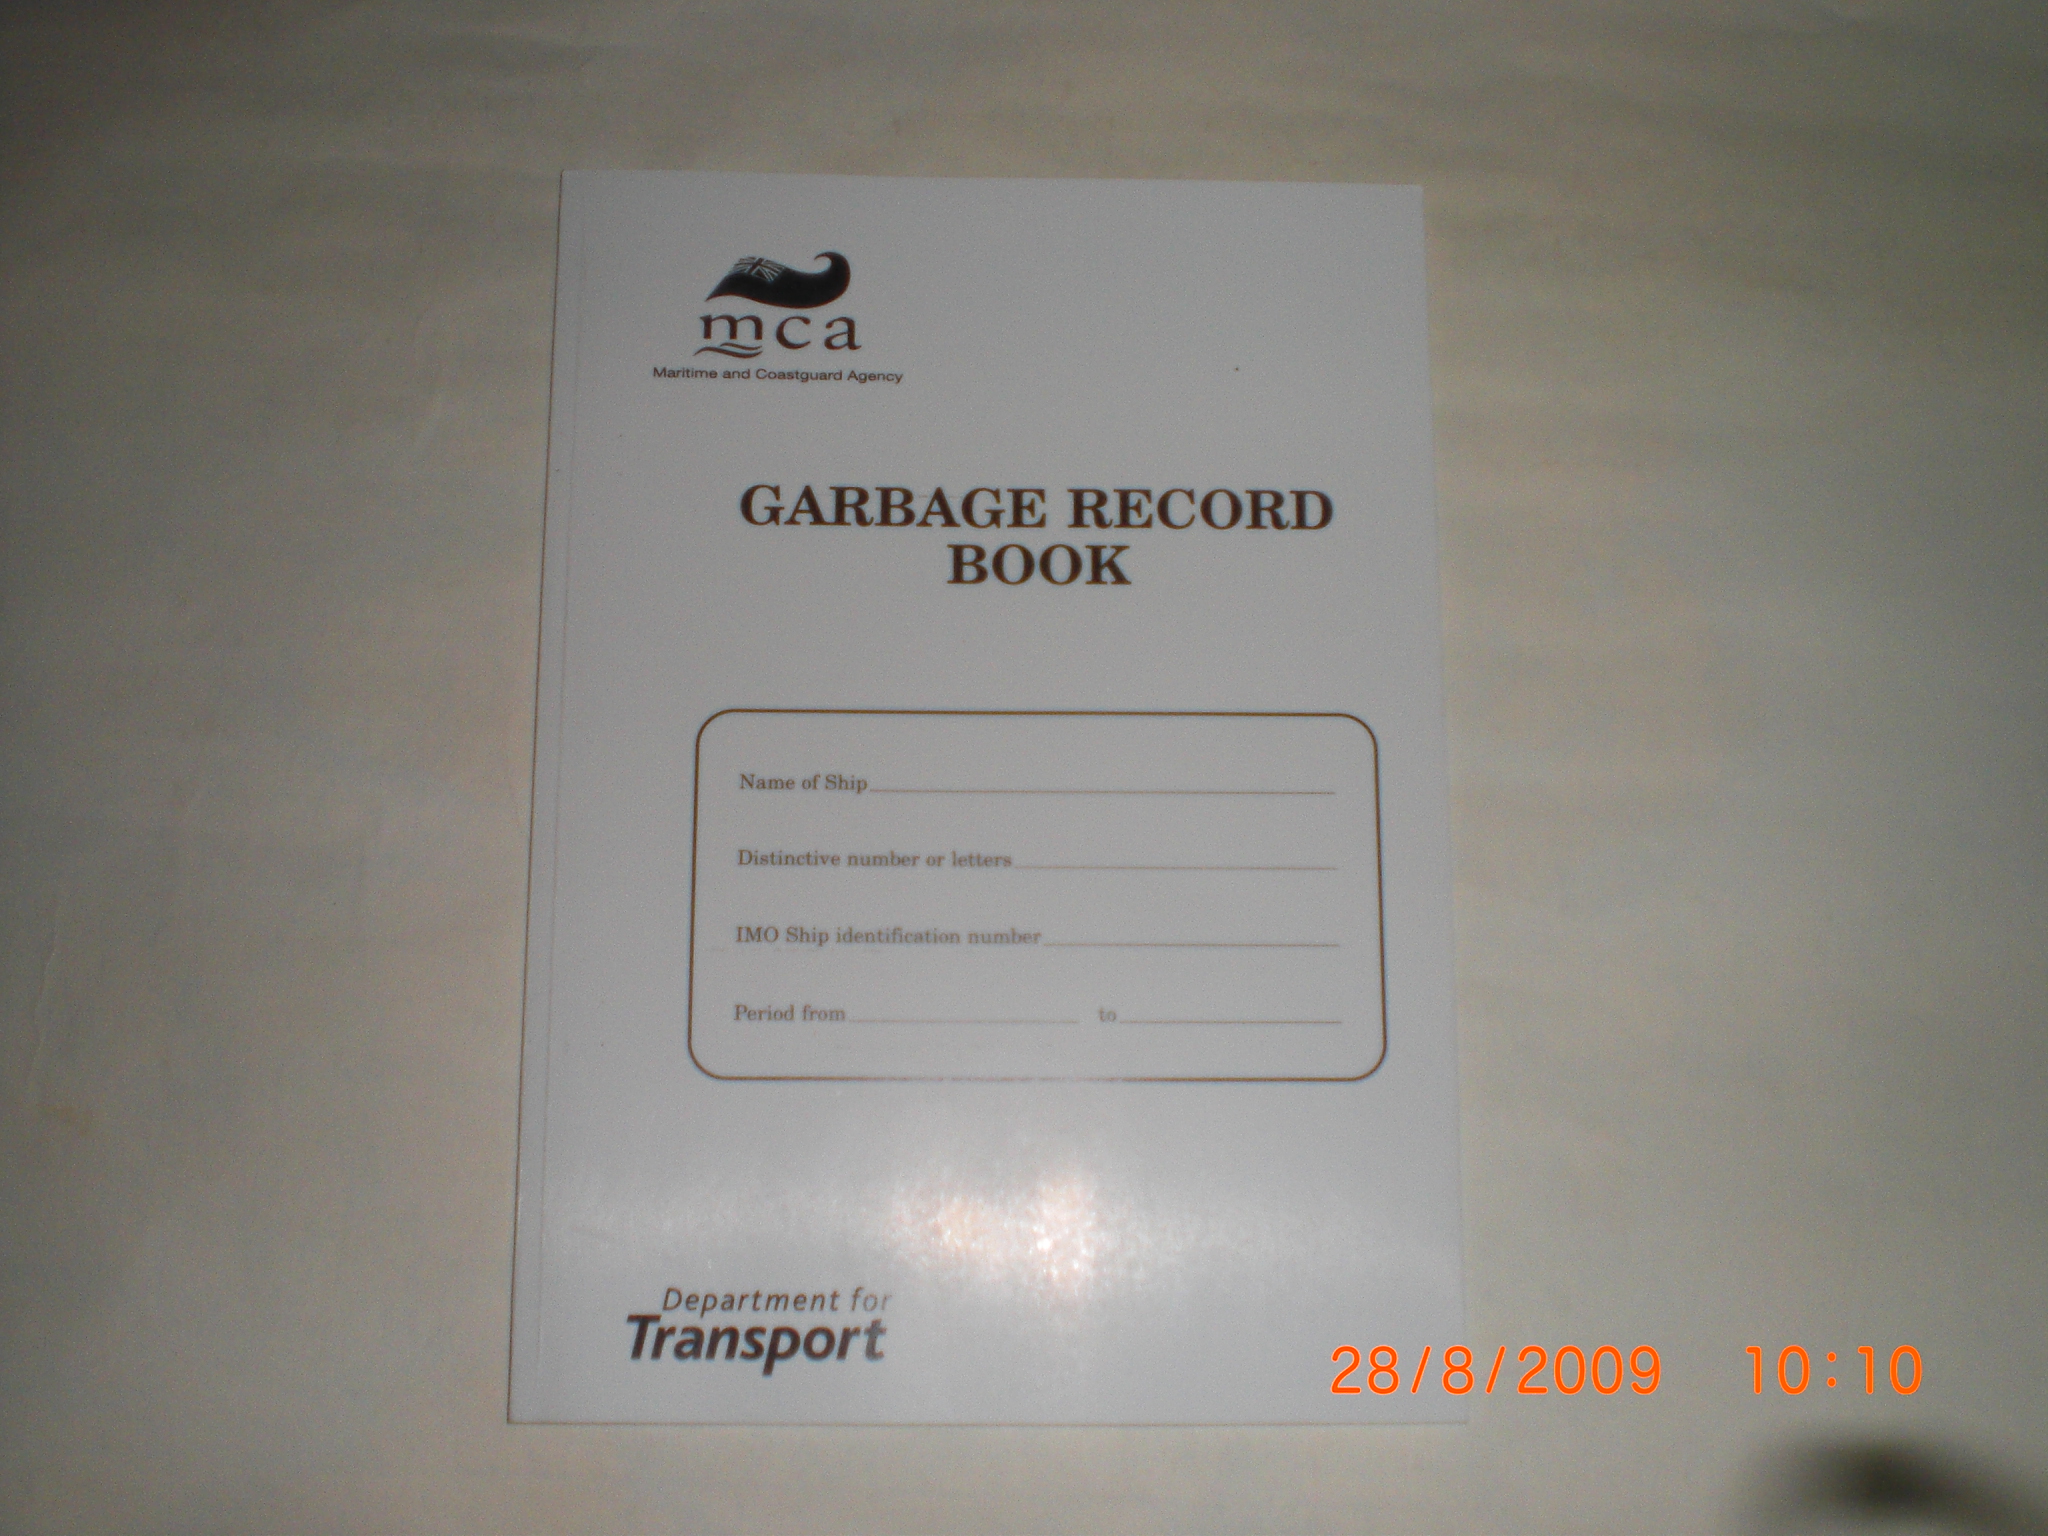 mca
Maritime and Coastguard Agency
GARBAGE RECORD
BOOK
Name of Ship
Distinctive number or letters
IMO Ship identification number
Period from to
Department for
Transport
28/8/2009 10:10